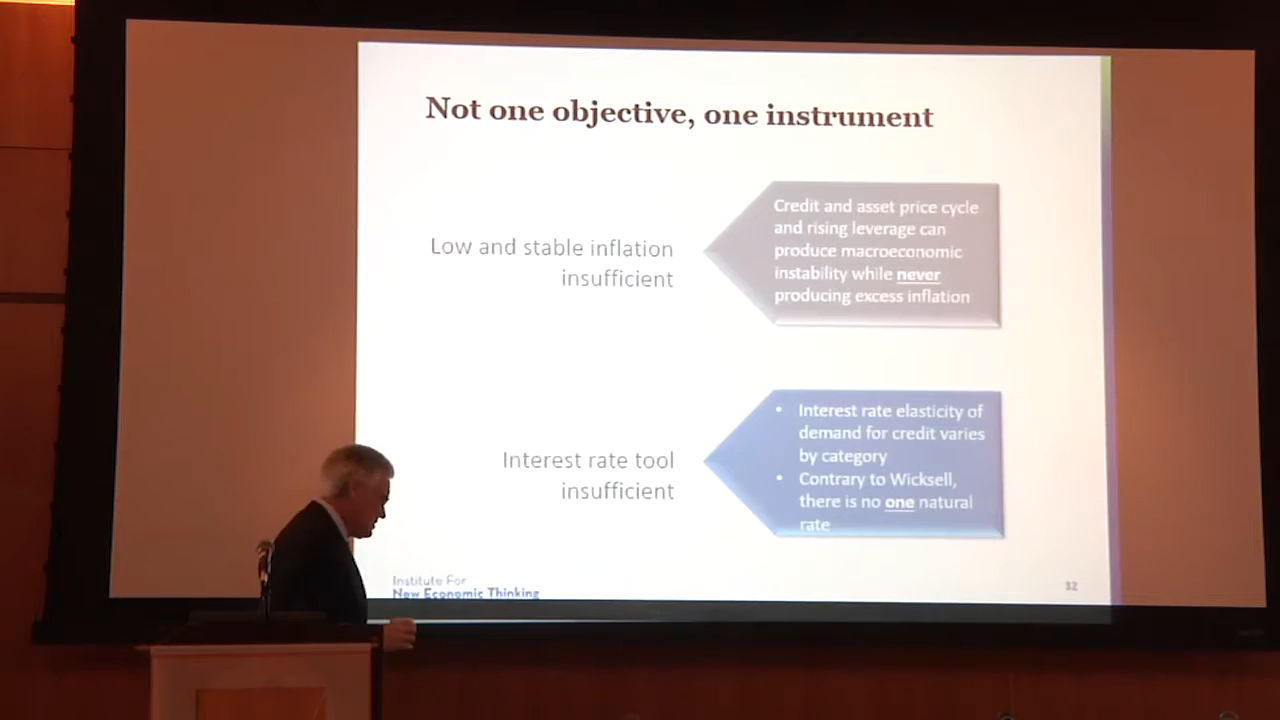 Not one objective, one instrument
Low and stable inflation
insufficient
Credit and asset price cycle
and rising leverage can
produce macroeconomic
instability while never
producing excess inflation
Interest rate tool
insufficient
• Interest rate elasticity of
demand for credit varies
by category
• Contrary to Wicksell,
there is no one natural
rate
Institute For
New Economic Thinking
32